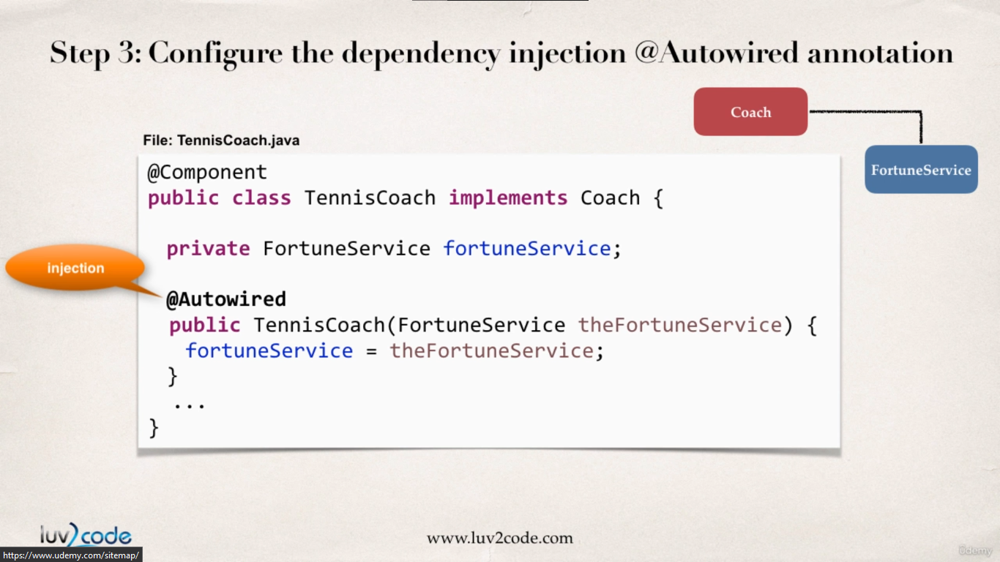 Step 3: Configure the dependency injection @Autowired annotation
Coach
FortuneService
File: TennisCoach.java
@Component
public class TennisCoach implements Coach {
private FortuneService fortuneService;
injection
@Autowired
public TennisCoach(FortuneService theFortuneService) {
fortuneService = theFortuneService;
}
...
}
luv2code
www.luv2code.com
https://www.udemy.com/sitemap/
ûdemy